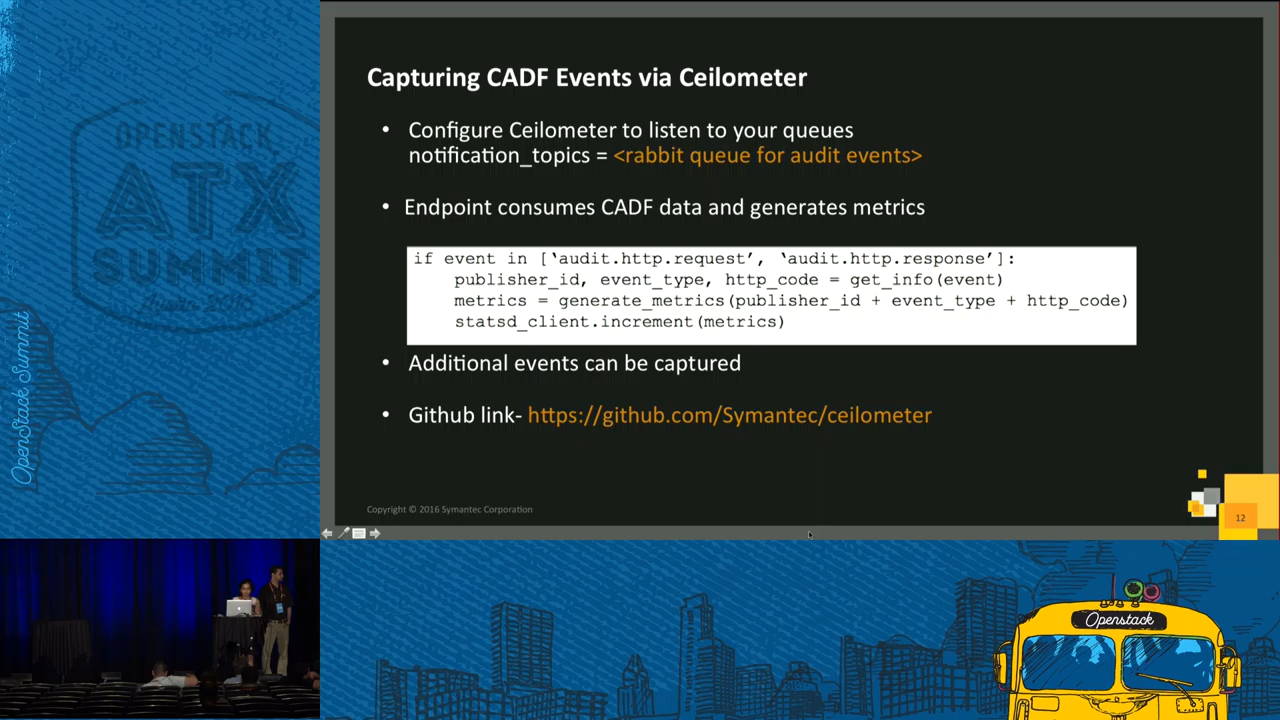 OPENSTACK
ATX
SUMMIT
OpenStack Summit
Capturing CADF Events via Ceilometer
• Configure Ceilometer to listen to your queues
notification_topics = <rabbit queue for audit events>
• Endpoint consumes CADF data and generates metrics
if event in [‘audit.http.request’, ‘audit.http.response’]:
publisher_id, event_type, http_code = get_info(event)
metrics = generate_metrics(publisher_id + event_type + http_code)
statsd_client.increment(metrics)
• Additional events can be captured
• Github link- https://github.com/Symantec/ceilometer
Copyright © 2016 Symantec Corporation
12
Openstack